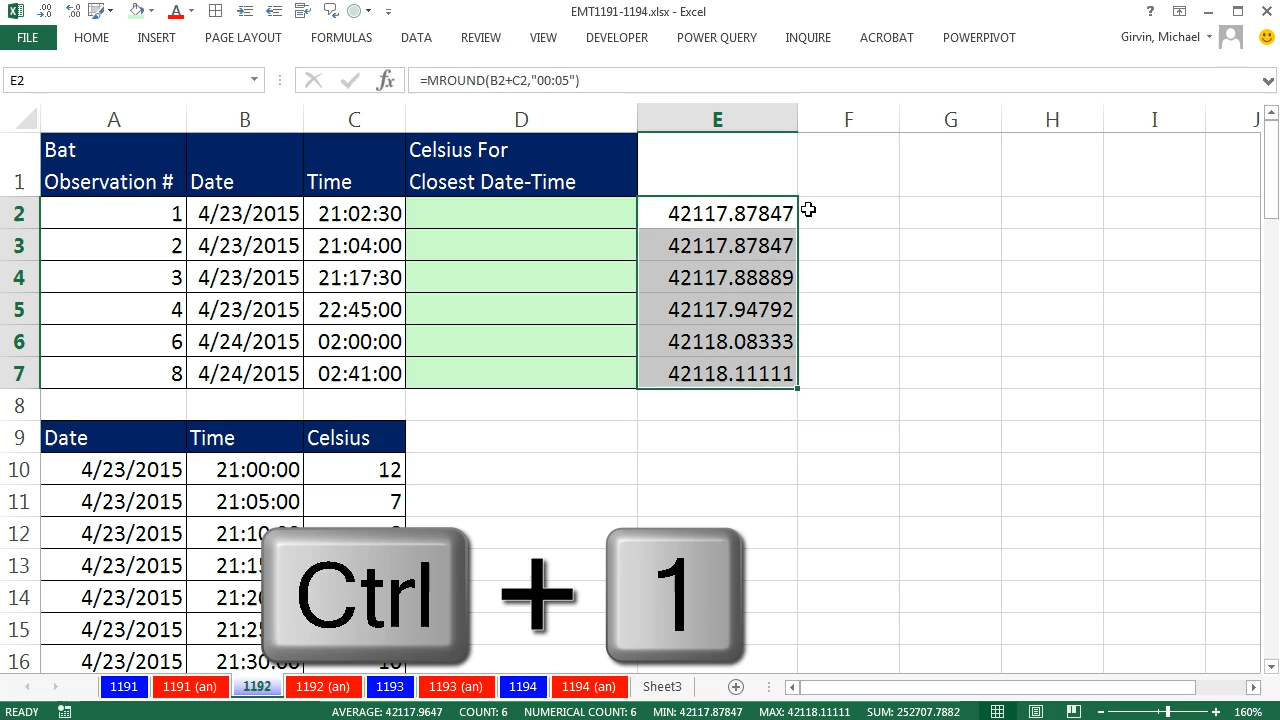 EMT1191-1194.xlsx - Excel
FILE HOME INSERT PAGE LAYOUT FORMULAS DATA REVIEW VIEW DEVELOPER POWER QUERY INQUIRE ACROBAT POWERPIVOT Girvin, Michael
E2 fx =MROUND(B2+C2,"00:05")
A B C D E F G H I J
Bat Celsius For
1 Observation # Date Time Closest Date-Time
2 1 4/23/2015 21:02:30 42117.87847
3 2 4/23/2015 21:04:00 42117.87847
4 3 4/23/2015 21:17:30 42117.88889
5 4 4/23/2015 22:45:00 42117.94792
6 6 4/24/2015 02:00:00 42118.08333
7 8 4/24/2015 02:41:00 42118.11111
8
9 Date Time Celsius
10 4/23/2015 21:00:00 12
11 4/23/2015 21:05:00 7
12 4/23/2015
13 4/23/2015
14 4/23/2015
15 4/23/2015
16 4/23/2015
Ctrl + 1
1191 1191 (an) 1192 1192 (an) 1193 1193 (an) 1194 1194 (an) Sheet3
READY AVERAGE: 42117.9647 COUNT: 6 NUMERICAL COUNT: 6 MIN: 42117.87847 MAX: 42118.11111 SUM: 252707.7882 160%